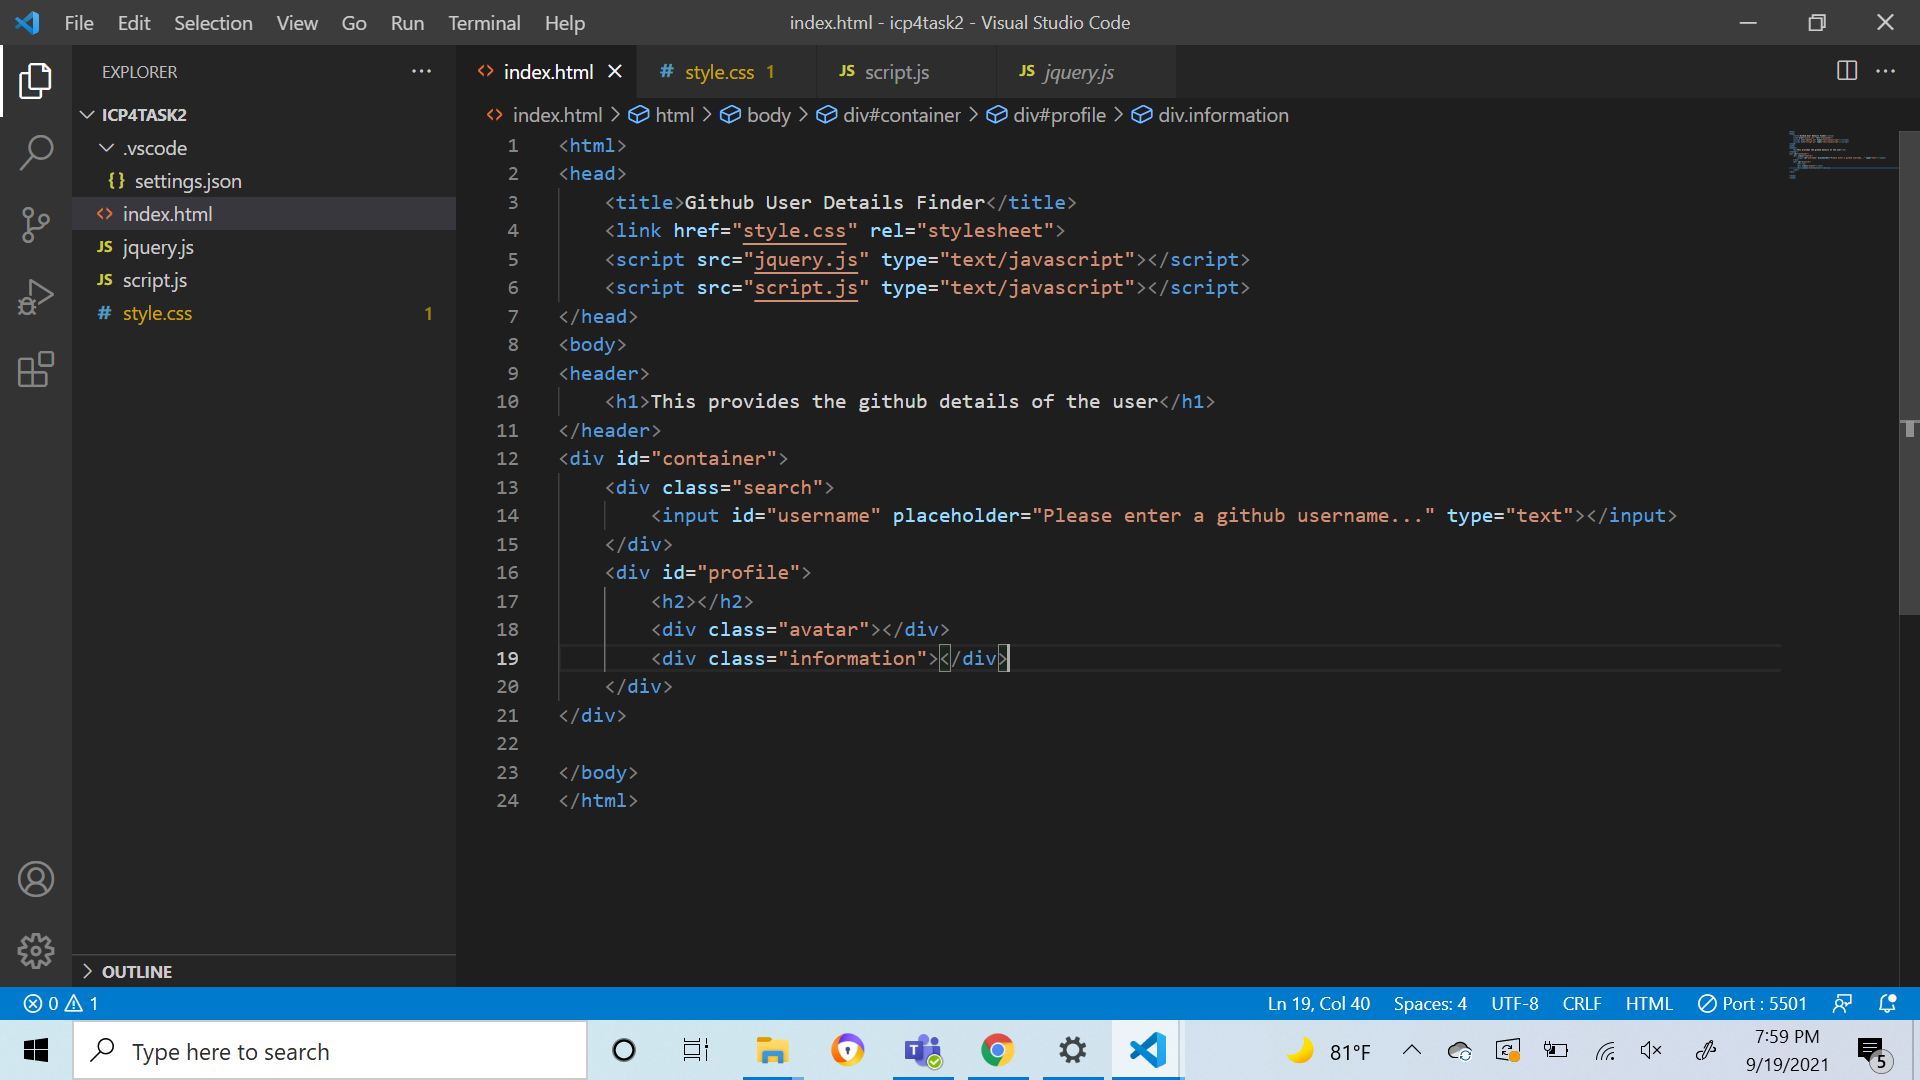 File Edit Selection View Go Run Terminal Help index.html - icp4task2 - Visual Studio Code
EXPLORER
ICP4TASK2
.vscode
{} settings.json
<> index.html
JS jquery.js
JS script.js
# style.css 1
OUTLINE
<> index.html # style.css 1 JS script.js JS jquery.js
<> index.html > html > body > div#container > div#profile > div.information
1 <html>
2 <head>
3 <title>Github User Details Finder</title>
4 <link href="style.css" rel="stylesheet">
5 <script src="jquery.js" type="text/javascript"></script>
6 <script src="script.js" type="text/javascript"></script>
7 </head>
8 <body>
9 <header>
10 <h1>This provides the github details of the user</h1>
11 </header>
12 <div id="container">
13 <div class="search">
14 <input id="username" placeholder="Please enter a github username..." type="text"></input>
15 </div>
16 <div id="profile">
17 <h2></h2>
18 <div class="avatar"></div>
19 <div class="information"></div>
20 </div>
21 </div>
22
23 </body>
24 </html>
0 1 Ln 19, Col 40 Spaces: 4 UTF-8 CRLF HTML Port : 5501
Type here to search
81°F
7:59 PM
9/19/2021
5